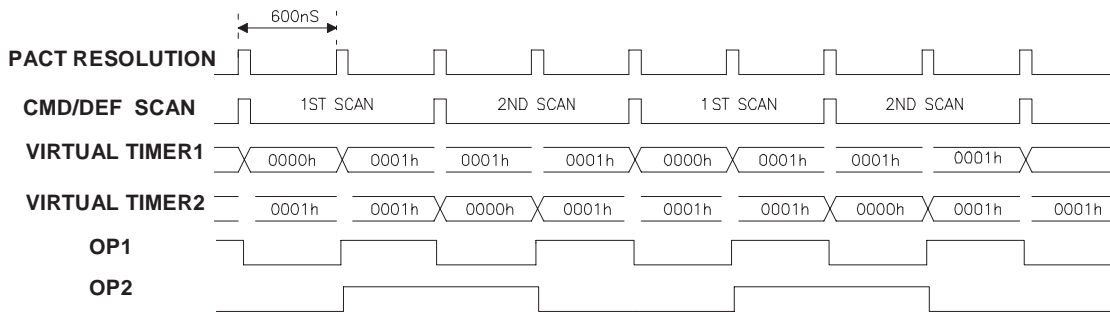 600nS
PACT RESOLUTION
CMD/DEF SCAN 1ST SCAN 2ND SCAN 1ST SCAN 2ND SCAN
VIRTUAL TIMER1 0000h 0001h 0001h 0001h 0000h 0001h 0001h 0001h
VIRTUAL TIMER2 0001h 0001h 0000h 0001h 0001h 0001h 0000h 0001h 0001h
OP1
OP2